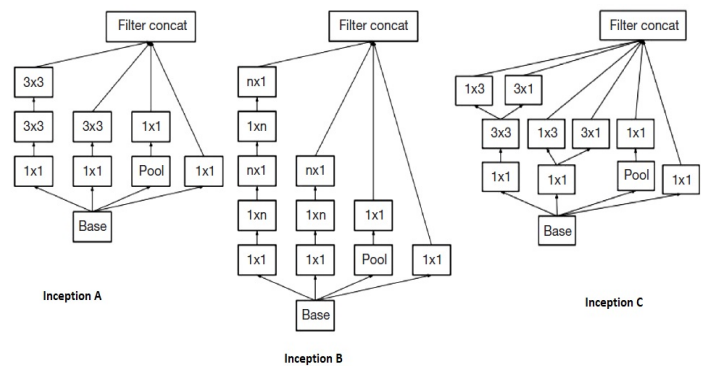 Filter concat
3x3
3x3
3x3
1x1
1x1
1x1
Pool
1x1
Base
Inception A
Filter concat
nx1
1xn
nx1
nx1
1xn
1xn
1x1
1x1
1x1
Pool
1x1
Base
Inception B
Filter concat
1x3
3x1
3x3
1x3
3x1
1x1
1x1
1x1
Pool
1x1
Base
Inception C